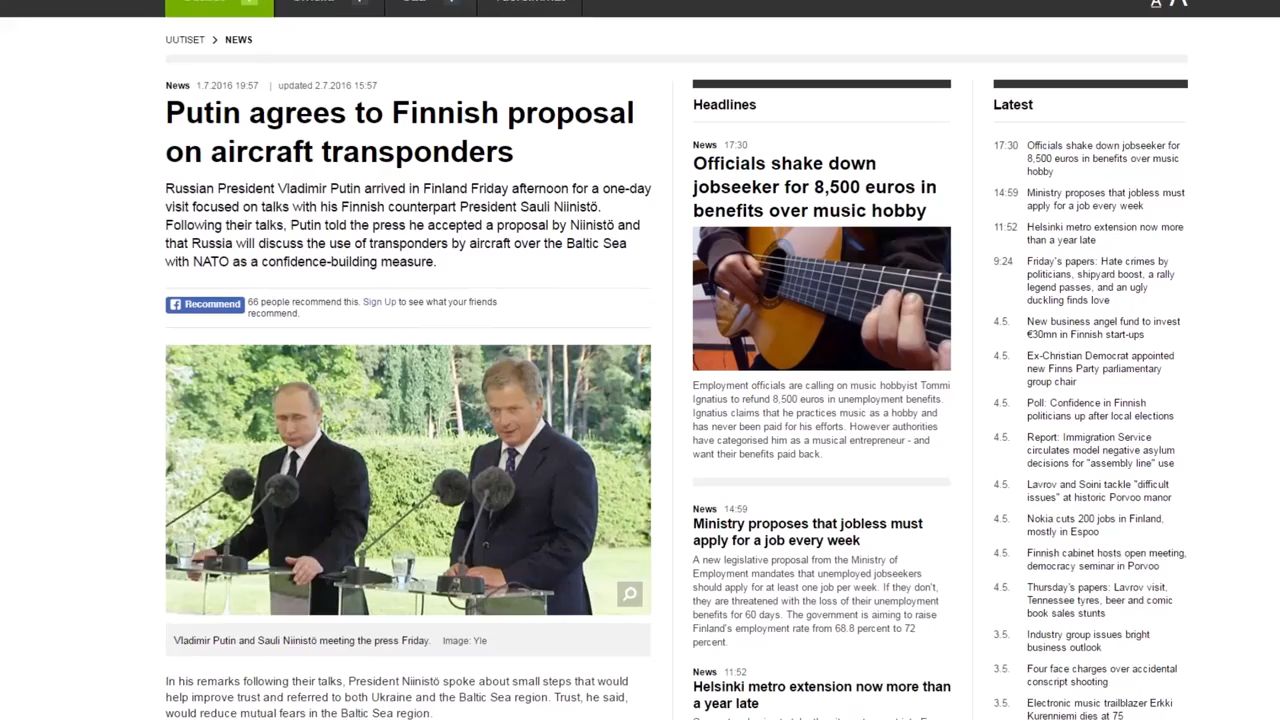 UUTISET > NEWS
News 1.7.2016 19:57 | updated 2.7.2016 15:57
Putin agrees to Finnish proposal
on aircraft transponders
Russian President Vladimir Putin arrived in Finland Friday afternoon for a one-day
visit focused on talks with his Finnish counterpart President Sauli Niinistö.
Following their talks, Putin told the press he accepted a proposal by Niinistö and
that Russia will discuss the use of transponders by aircraft over the Baltic Sea
with NATO as a confidence-building measure.
Recommend
66 people recommend this. Sign Up to see what your friends
recommend.
Vladimir Putin and Sauli Niinistö meeting the press Friday. Image: Yle
In his remarks following their talks, President Niinistö spoke about small steps that would
help improve trust and referred to both Ukraine and the Baltic Sea region. Trust, he said,
would reduce mutual fears in the Baltic Sea region.
Headlines
News 17:30
Officials shake down
jobseeker for 8,500 euros in
benefits over music hobby
Employment officials are calling on music hobbyist Tommi
Ignatius to refund 8,500 euros in unemployment benefits.
Ignatius claims that he practices music as a hobby and
has never been paid for his efforts. However authorities
have categorised him as a musical entrepreneur - and
want their benefits paid back.
News 14:59
Ministry proposes that jobless must
apply for a job every week
A new legislative proposal from the Ministry of
Employment mandates that unemployed jobseekers
should apply for at least one job per week. If they don't,
they are threatened with the loss of their unemployment
benefits for 60 days. The government is aiming to raise
Finland's employment rate from 68.8 percent to 72
percent.
News 11:52
Helsinki metro extension now more than
a year late
Latest
17:30 Officials shake down jobseeker for
8,500 euros in benefits over music
hobby
14:59 Ministry proposes that jobless must
apply for a job every week
11:52 Helsinki metro extension now more
than a year late
9:24 Friday's papers: Hate crimes by
politicians, shipyard boost, a rally
legend passes, and an ugly
duckling finds love
4.5. New business angel fund to invest
€30mn in Finnish start-ups
4.5. Ex-Christian Democrat appointed
new Finns Party parliamentary
group chair
4.5. Poll: Confidence in Finnish
politicians up after local elections
4.5. Report: Immigration Service
circulates model negative asylum
decisions for "assembly line" use
4.5. Lavrov and Soini tackle "difficult
issues" at historic Porvoo manor
4.5. Nokia cuts 200 jobs in Finland,
mostly in Espoo
4.5. Finnish cabinet hosts open meeting,
democracy seminar in Porvoo
4.5. Thursday's papers: Lavrov visit,
Tennessee tyres, beer and comic
book sales stunts
3.5. Industry group issues bright
business outlook
3.5. Four face charges over accidental
conscript shooting
3.5. Electronic music trailblazer Erkki
Kurenniemi dies at 75